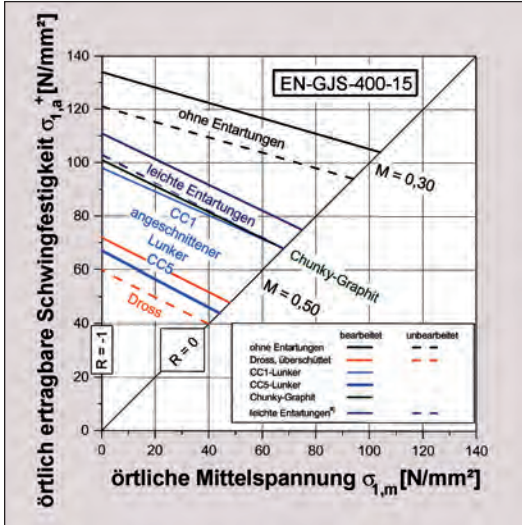 örtlich ertragbare Schwingfestigkeit σ⁺1,a [N/mm²]
140
120
100
80
60
40
20
0
EN-GJS-400-15
ohne Entartungen
M = 0,30
leichte Entartungen
CC1
angeschnittener
Lunker
CC5
Chunky-Graphit
M = 0.50
Dross
R = -1
R = 0
bearbeitet unbearbeitet
ohne Entartungen
Dross, überschüttet
CC1-Lunker
CC5-Lunker
Chunky-Graphit
0 20 40 60 80 100 120 140
leichte Entartungen
örtliche Mittelspannung σ1,m [N/mm²]